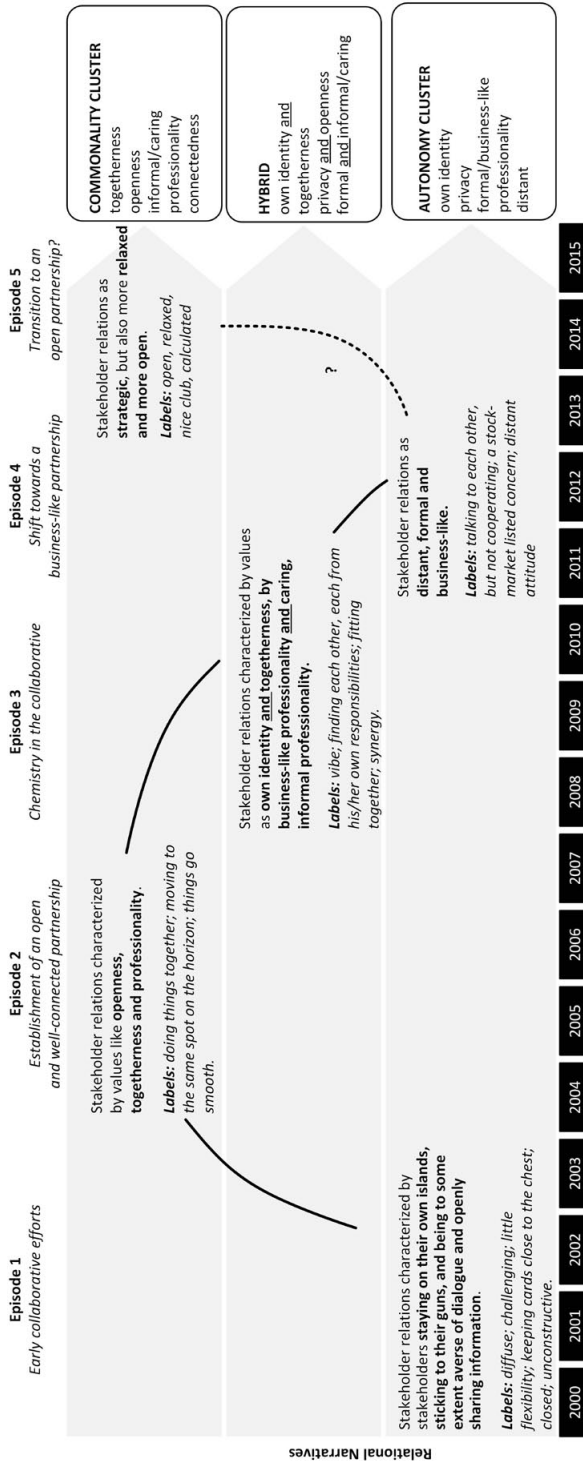 Episode 1
Early collaborative efforts
Episode 2
Establishment of an open
and well-connected partnership
Episode 3
Chemistry in the collaborative
Episode 4
Shift towards a
business-like partnership
Episode 5
Transition to an
open partnership?
Relational Narratives
Stakeholder relations characterized
by values like openness,
togetherness and professionality.
Labels: doing things together; moving to
the same spot on the horizon; things go
smooth.
Stakeholder relations as
strategic, but also more relaxed
and more open.
Labels: open, relaxed,
nice club, calculated
COMMONALITY CLUSTER
togetherness
openness
informal/caring
professionality
connectedness
Stakeholder relations characterized by values
as own identity and togetherness, by
business-like professionality and caring,
informal professionality.
Labels: vibe; finding each other, each from
his/her own responsibilities; fitting
together; synergy.
?
HYBRID
own identity and
togetherness
privacy and openness
formal and informal/caring
Stakeholder relations characterized by
stakeholders staying on their own islands,
sticking to their guns, and being to some
extent averse of dialogue and openly
sharing information.
Labels: diffuse; challenging; little
flexibility; keeping cards close to the chest;
closed; unconstructive.
Stakeholder relations as
distant, formal and
business-like.
Labels: talking to each other,
but not cooperating; a stock-
market listed concern; distant
attitude
AUTONOMY CLUSTER
own identity
privacy
formal/business-like
professionality
distant
2000
2001
2002
2003
2004
2005
2006
2007
2008
2009
2010
2011
2012
2013
2014
2015